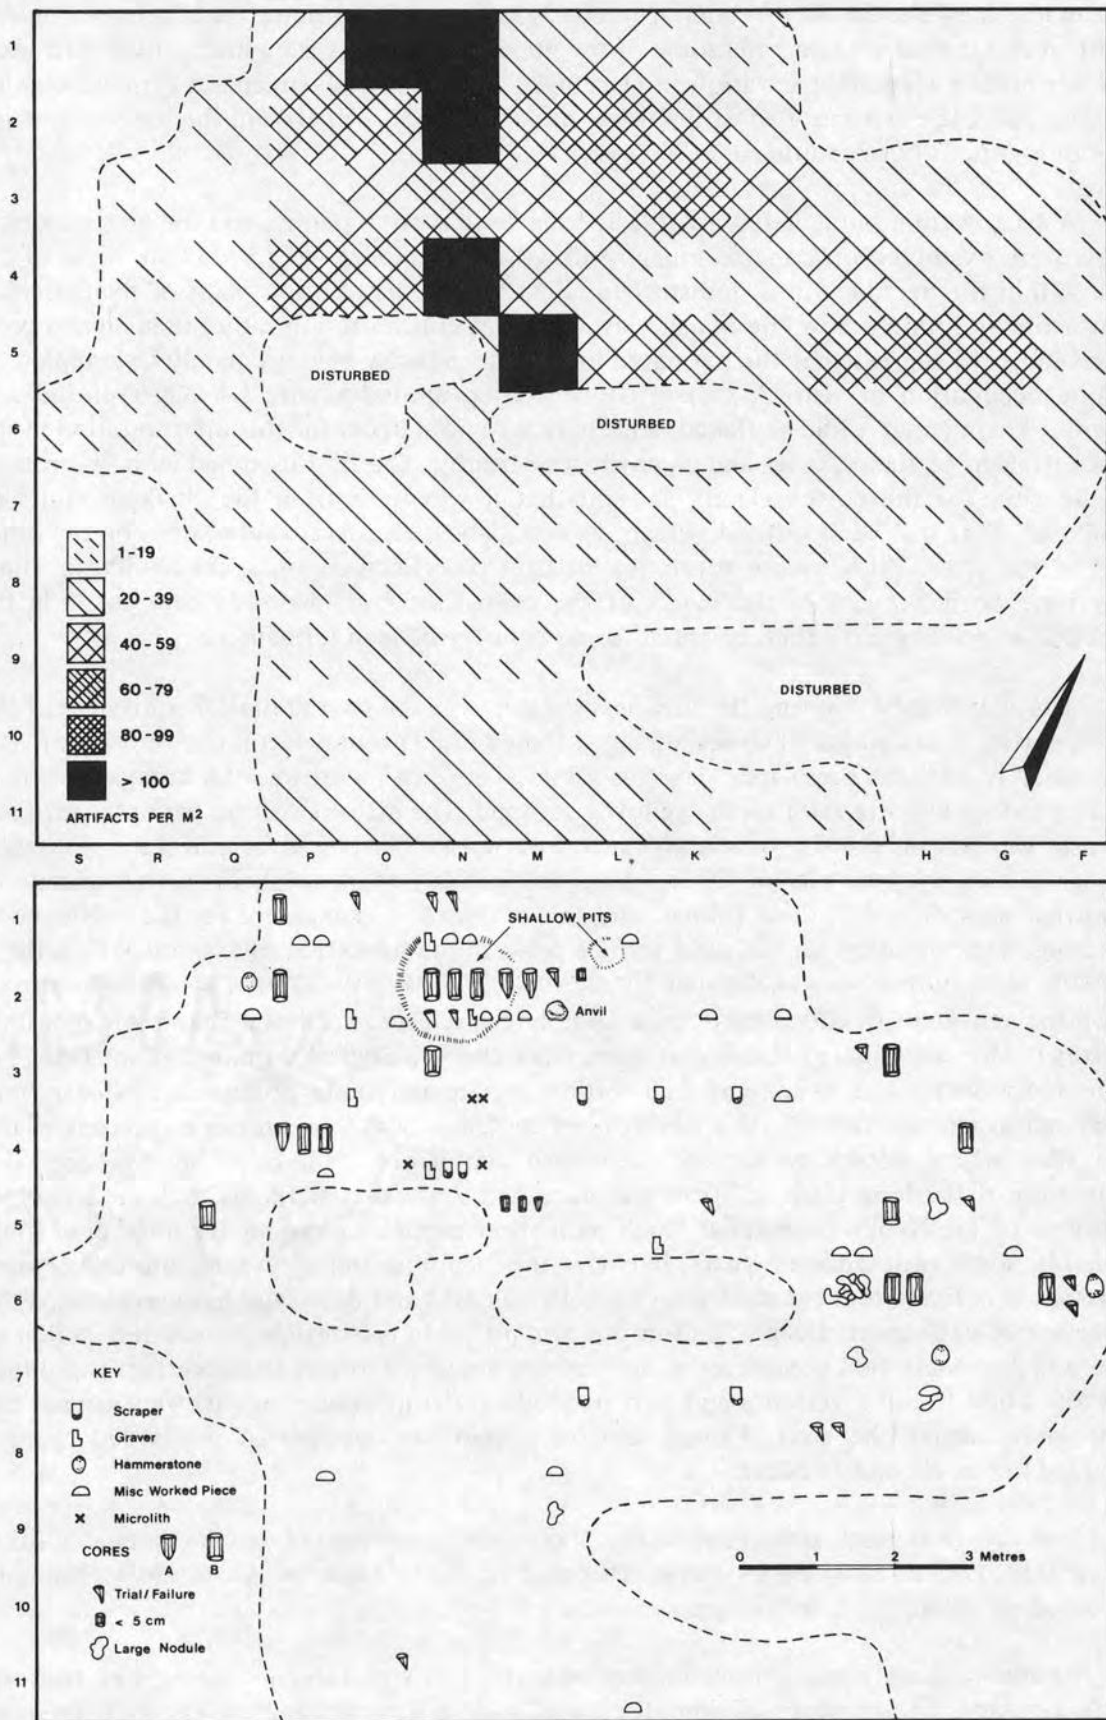 1
2
3
4
5
DISTURBED
DISTURBED
6
1-19
20-39
8
40-59
9
60-79
DISTURBED
80-99
10
> 100
11
ARTIFACTS PER M²
S R Q P O N M L K J I H G F
1
SHALLOW PITS
2
Anvil
3
4
5
6
7
KEY
Scraper
Graver
8
Hammerstone
Misc Worked Piece
9
Microlith
CORES
A B
0 1 2 3 Metres
Trial/Failure
10
< 5 cm
Large Nodule
11